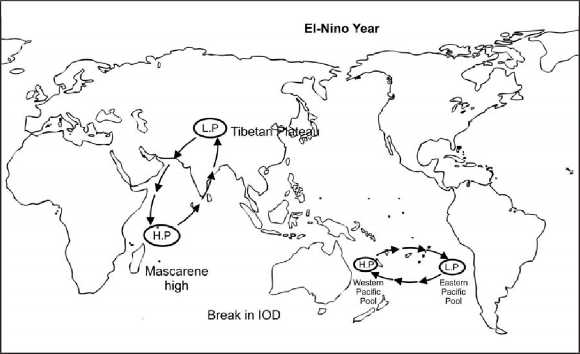 El-Nino Year
L.P
Tibetan Plateau
H.P
Mascarene
high
H.P
L.P
Western
Pacific
Pool
Eastern
Pacific
Pool
Break in IOD